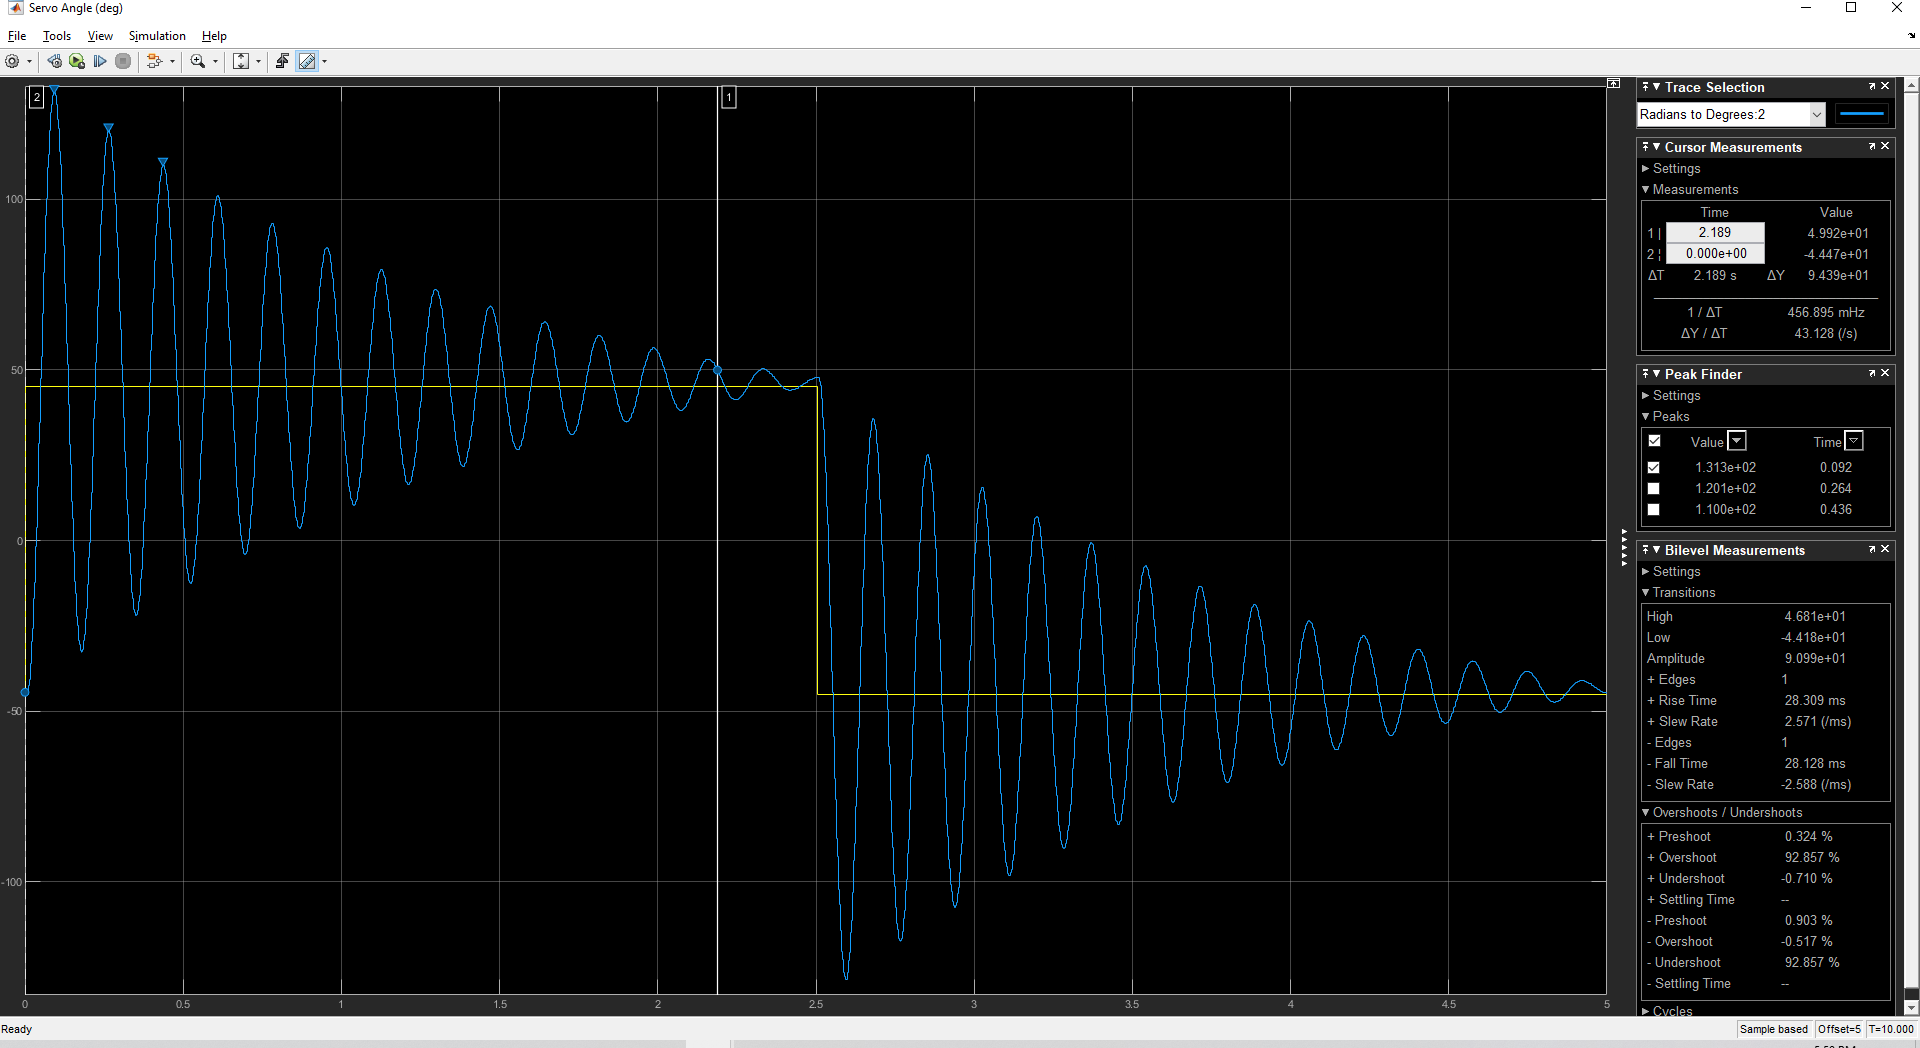 Servo Angle (deg)
File Tools View Simulation Help
2
1
100
50
0
-50
-100
0 0.5 1 1.5 2 2.5 3 3.5 4 4.5 5
Trace Selection
Radians to Degrees:2
Cursor Measurements
Settings
Measurements
Time Value
1 | 2.189 4.992e+01
2 ¦ 0.000e+00 -4.447e+01
ΔT 2.189 s ΔY 9.439e+01
1 / ΔT 456.895 mHz
ΔY / ΔT 43.128 (/s)
Peak Finder
Settings
Peaks
Value Time
1.313e+02 0.092
1.201e+02 0.264
1.100e+02 0.436
Bilevel Measurements
Settings
Transitions
High 4.681e+01
Low -4.418e+01
Amplitude 9.099e+01
+ Edges 1
+ Rise Time 28.309 ms
+ Slew Rate 2.571 (/ms)
- Edges 1
- Fall Time 28.128 ms
- Slew Rate -2.588 (/ms)
Overshoots / Undershoots
+ Preshoot 0.324 %
+ Overshoot 92.857 %
+ Undershoot -0.710 %
+ Settling Time --
- Preshoot 0.903 %
- Overshoot -0.517 %
- Undershoot 92.857 %
- Settling Time --
Cycles
Ready Sample based Offset=5 T=10.000